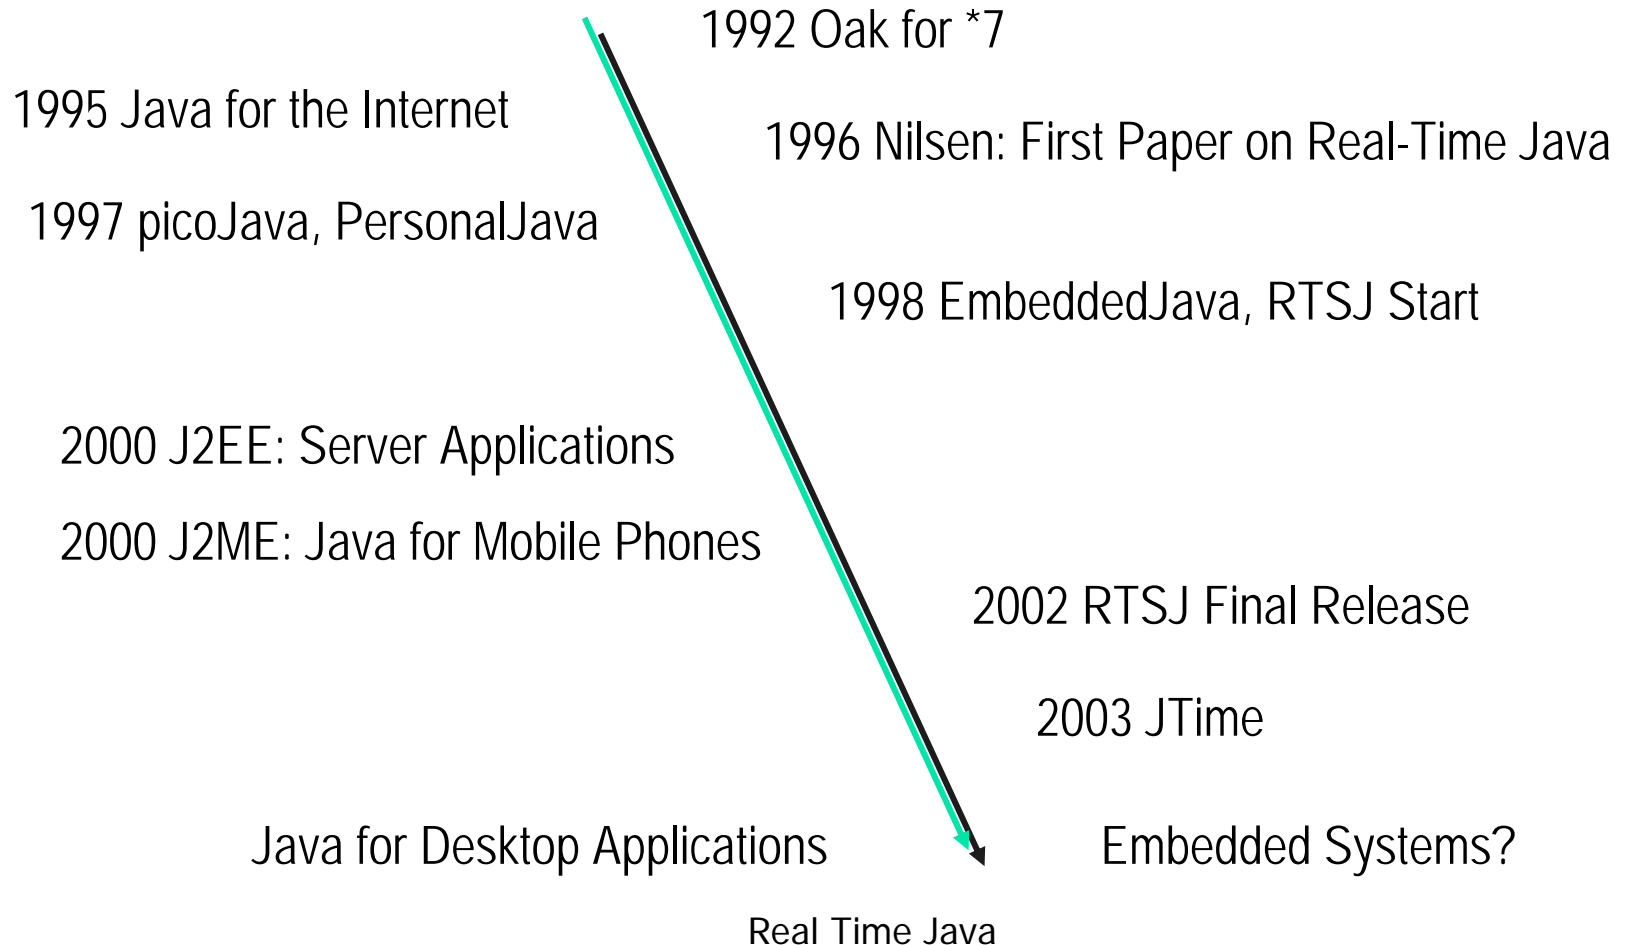 1992 Oak for *7
1995 Java for the Internet
1996 Nilsen: First Paper on Real-Time Java
1997 picoJava, PersonalJava
1998 EmbeddedJava, RTSJ Start
2000 J2EE: Server Applications
2000 J2ME: Java for Mobile Phones
2002 RTSJ Final Release
2003 JTime
Java for Desktop Applications
Embedded Systems?
Real Time Java